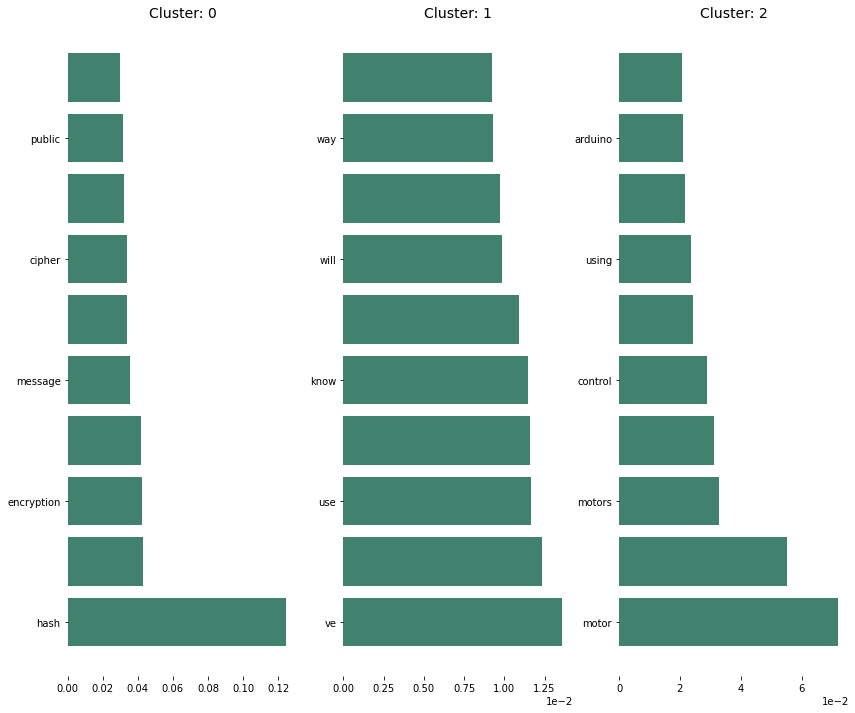 Cluster: 0
public
cipher
message
encryption
hash
0.00 0.02 0.04 0.06 0.08 0.10 0.12
Cluster: 1
way
will
know
use
ve
0.00 0.25 0.50 0.75 1.00 1.25
1e-2
Cluster: 2
arduino
using
control
motors
motor
0 2 4 6
1e-2